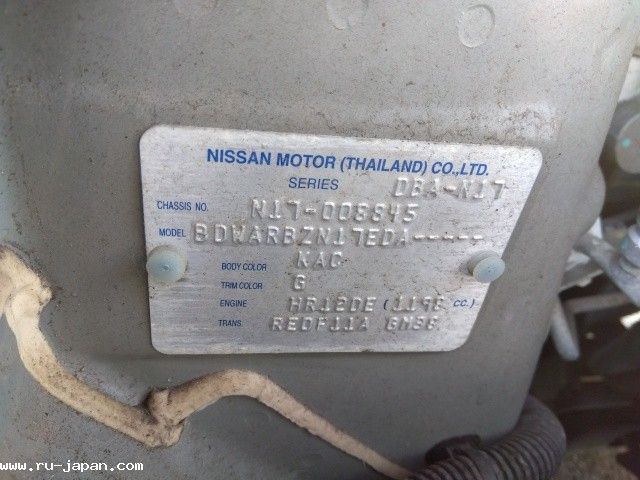 NISSAN MOTOR (THAILAND) CO.,LTD.
SERIES DBA-N17
CHASSIS NO. N17-008845
MODEL BDWARBZN17EDA-----
BODY COLOR KAC
TRIM COLOR G
ENGINE HR12DE (1198 CC.)
TRANS. RE0F11A GM3G
www.ru-japan.com